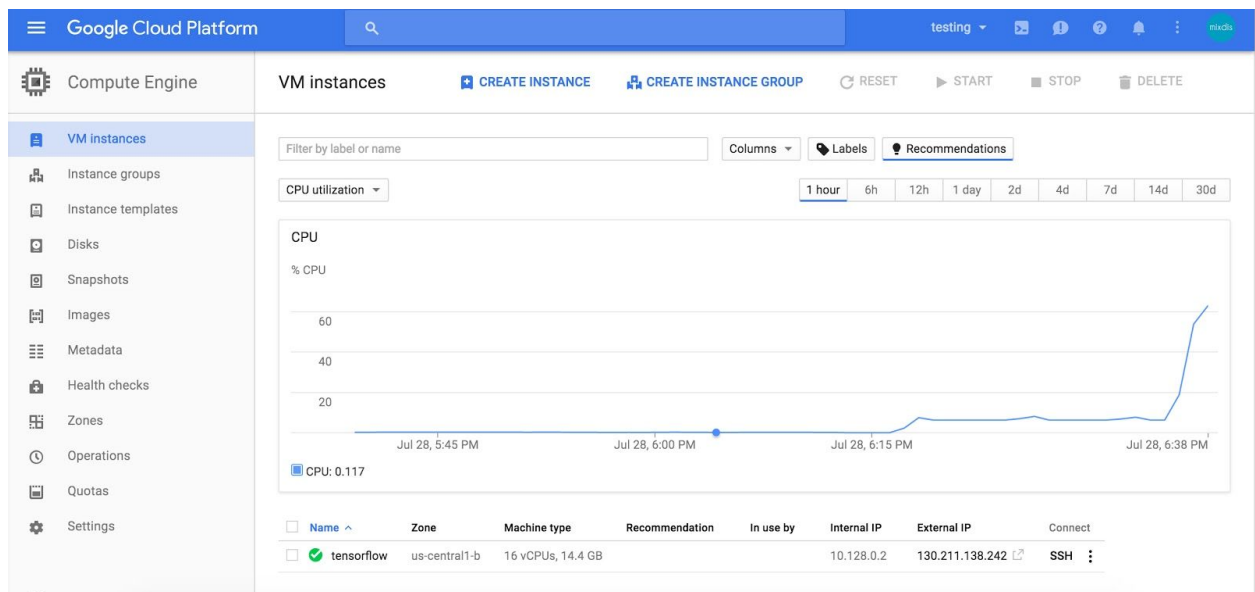 Google Cloud Platform
testing
mixdis
Compute Engine
VM instances
CREATE INSTANCE
CREATE INSTANCE GROUP
RESET
START
STOP
DELETE
VM instances
Instance groups
Instance templates
Disks
Snapshots
Images
Metadata
Health checks
Zones
Operations
Quotas
Settings
Filter by label or name
Columns
Labels
Recommendations
CPU utilization
1 hour 6h 12h 1 day 2d 4d 7d 14d 30d
CPU
% CPU
60
40
20
Jul 28, 5:45 PM Jul 28, 6:00 PM Jul 28, 6:15 PM Jul 28, 6:38 PM
CPU: 0.117
Name Zone Machine type Recommendation In use by Internal IP External IP Connect
tensorflow us-central1-b 16 vCPUs, 14.4 GB 10.128.0.2 130.211.138.242 SSH